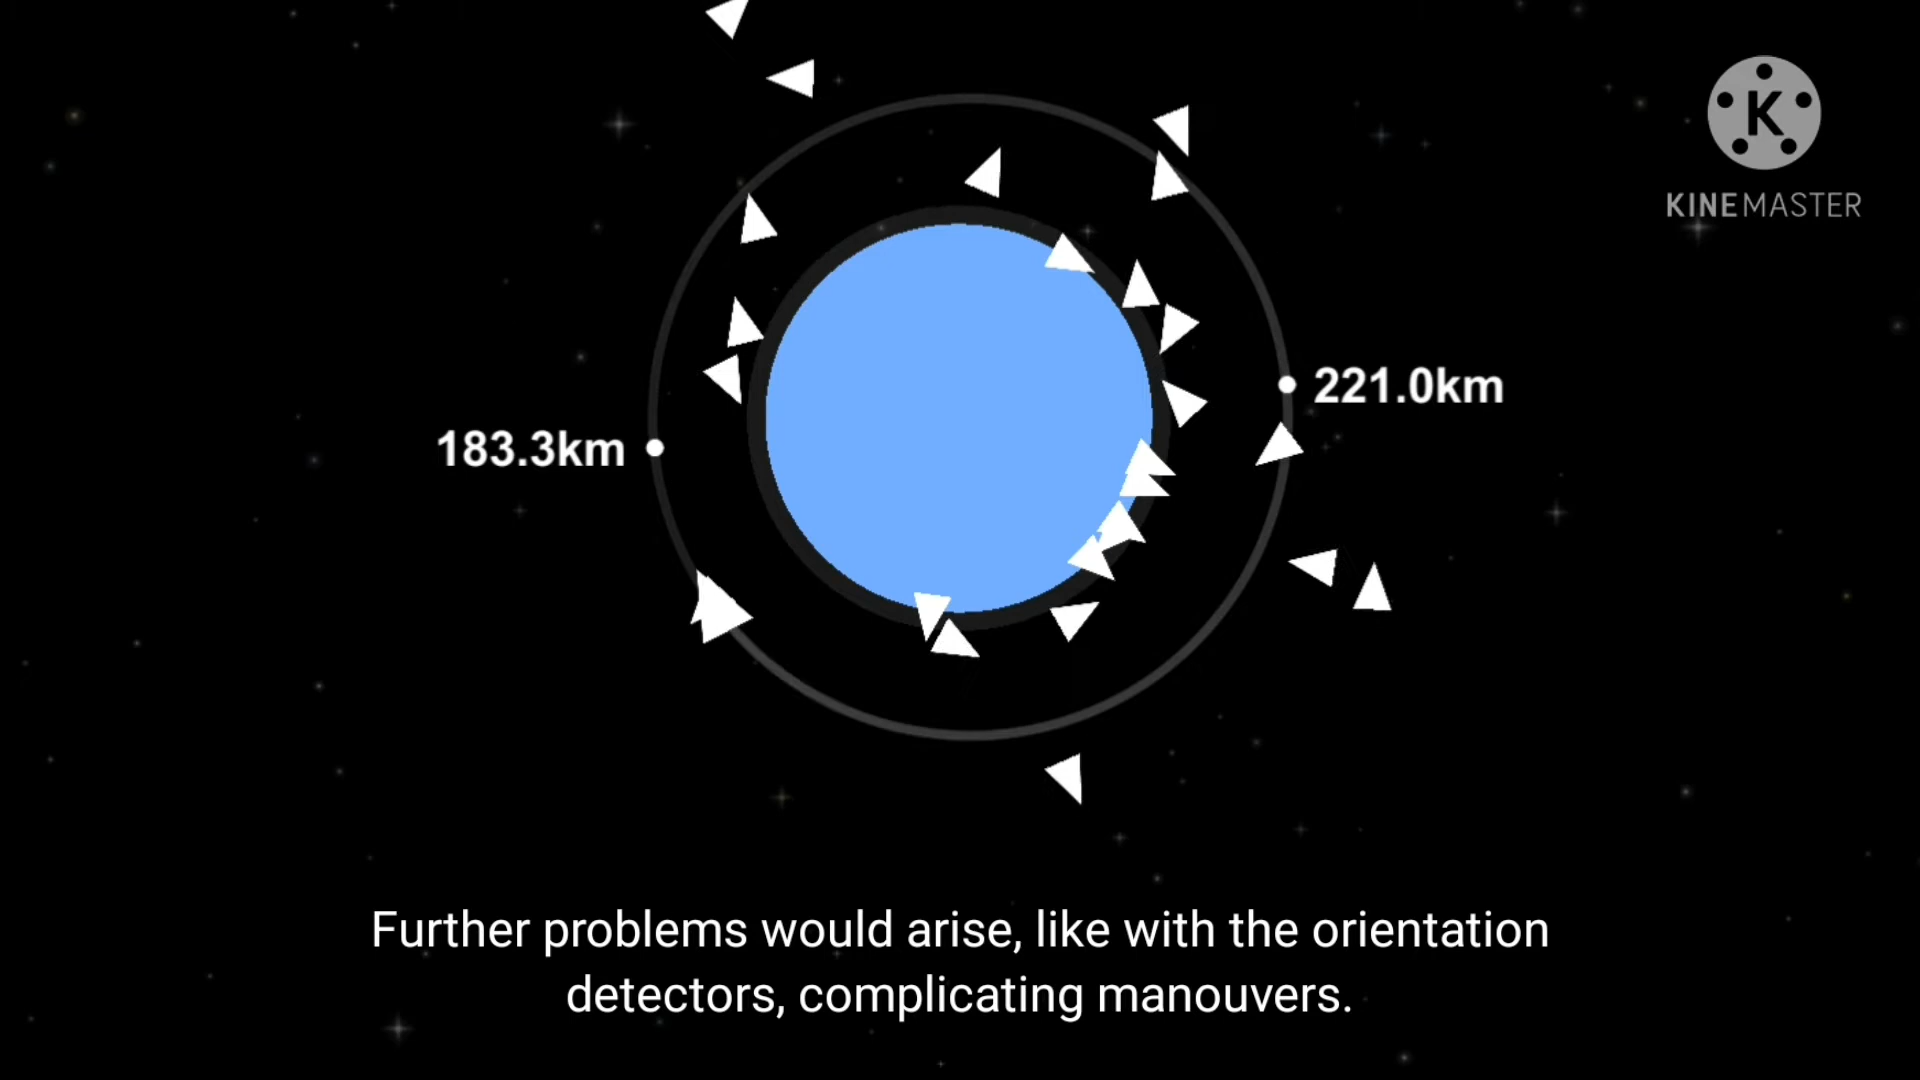 K
KINEMASTER
221.0km
183.3km
Further problems would arise, like with the orientation
detectors, complicating manouvers.